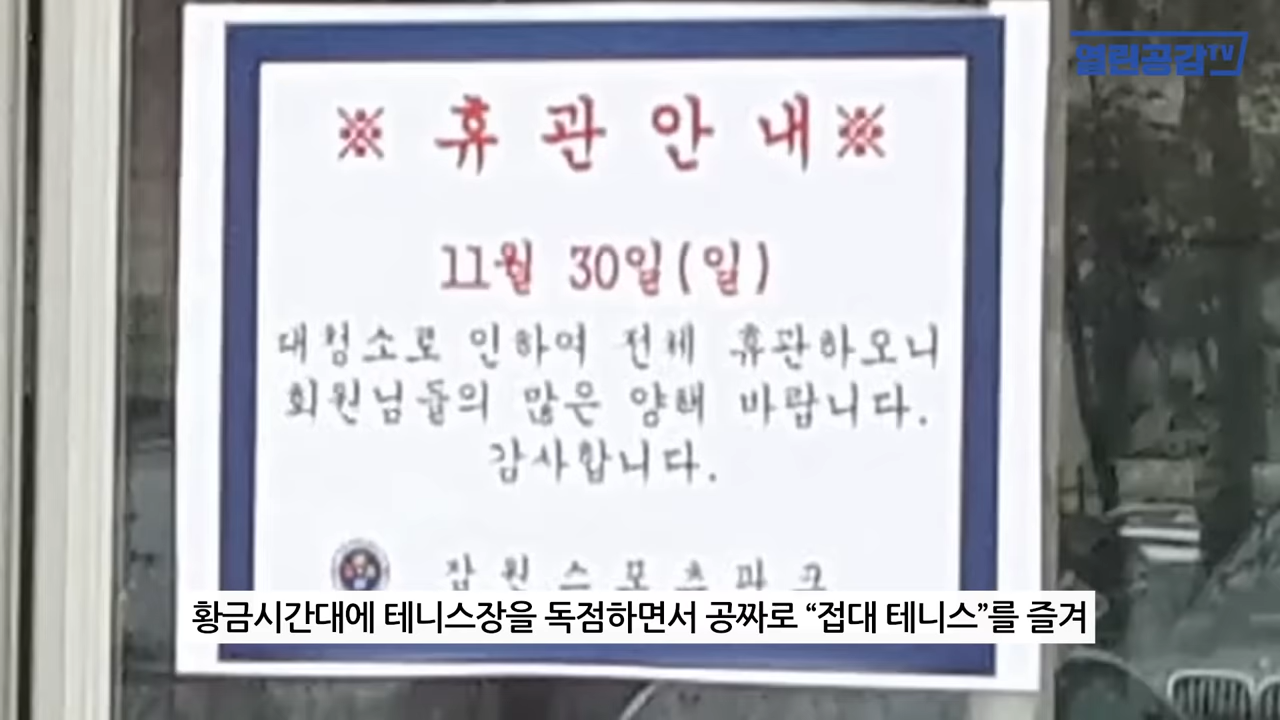 열린공감TV
※ 휴 관 안 내 ※
11월 30일(일)
대청소로 인하여 전체 휴관하오니
회원님들의 많은 양해 바랍니다.
감사합니다.
잠 원 스 포 츠 파 크
황금시간대에 테니스장을 독점하면서 공짜로 “접대 테니스”를 즐겨